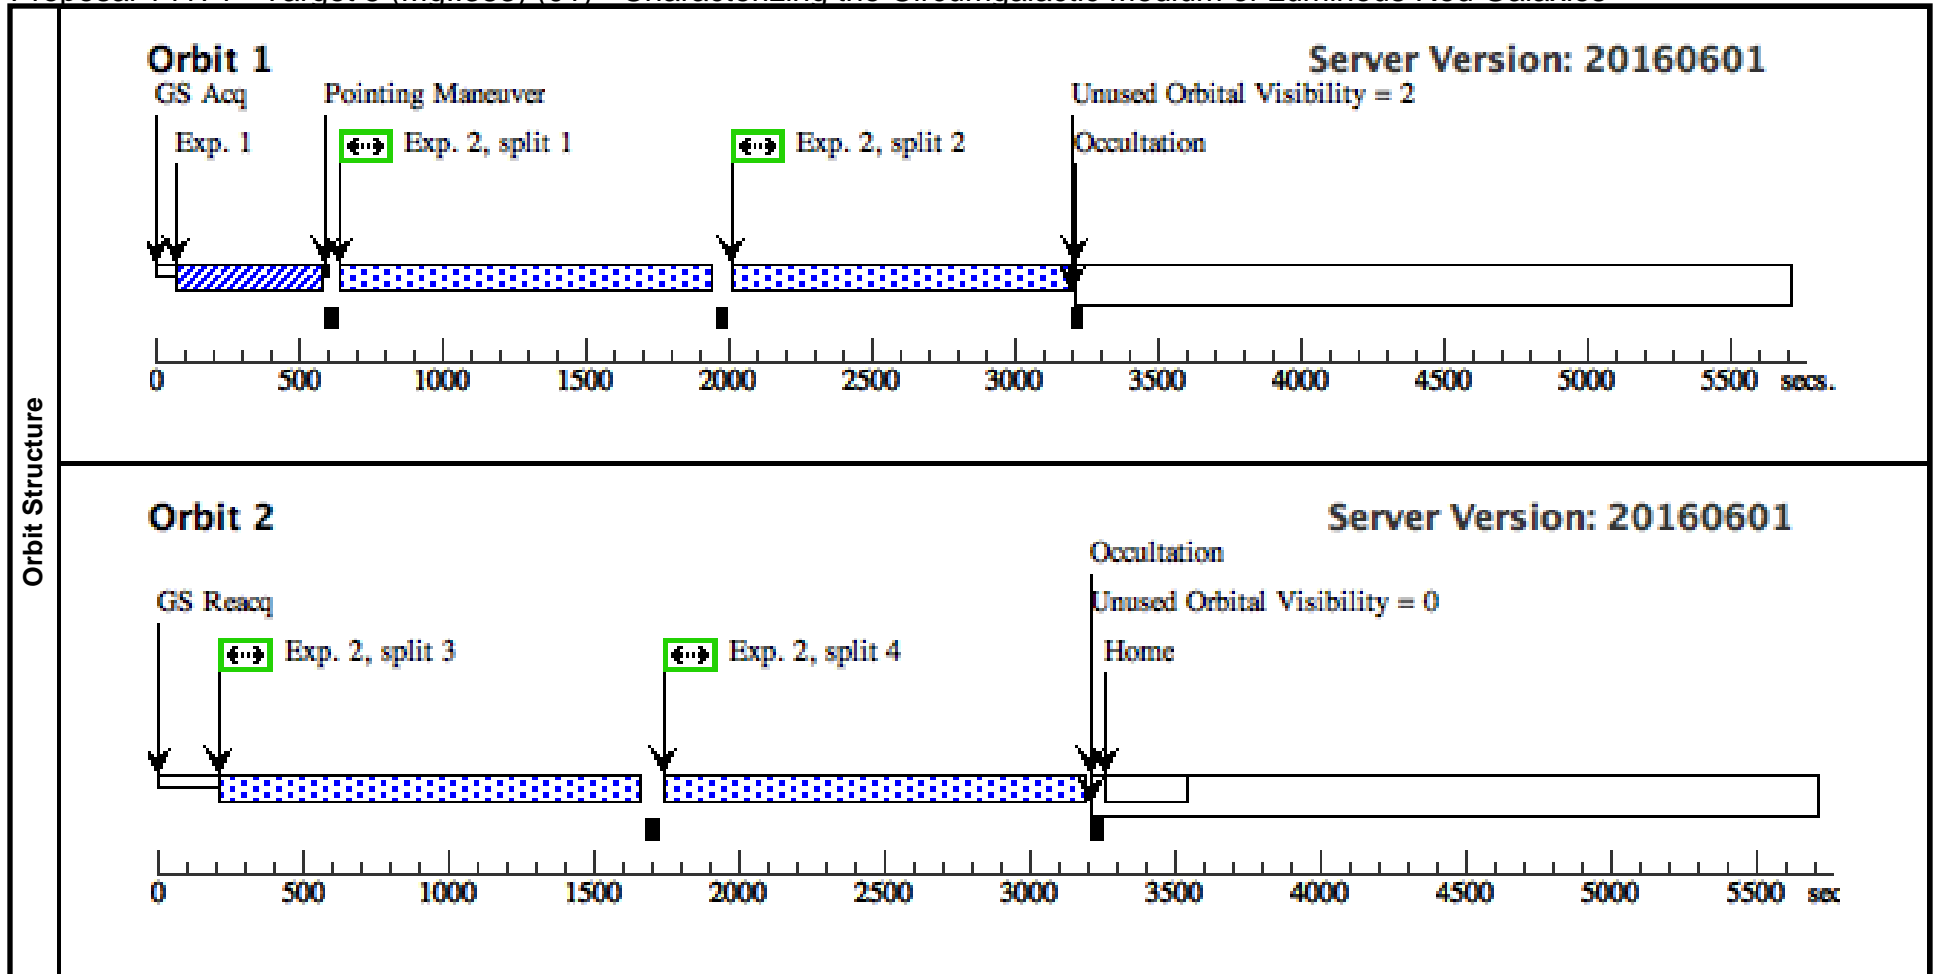 Orbit Structure
Orbit 1
Server Version: 20160601
GS Acq
Pointing Maneuver
Unused Orbital Visibility = 2
Exp. 1
Exp. 2, split 1
Exp. 2, split 2
Occultation
0 500 1000 1500 2000 2500 3000 3500 4000 4500 5000 5500 secs.
Orbit 2
Server Version: 20160601
Occultation
GS Reacq
Unused Orbital Visibility = 0
Exp. 2, split 3
Exp. 2, split 4
Home
0 500 1000 1500 2000 2500 3000 3500 4000 4500 5000 5500 sec